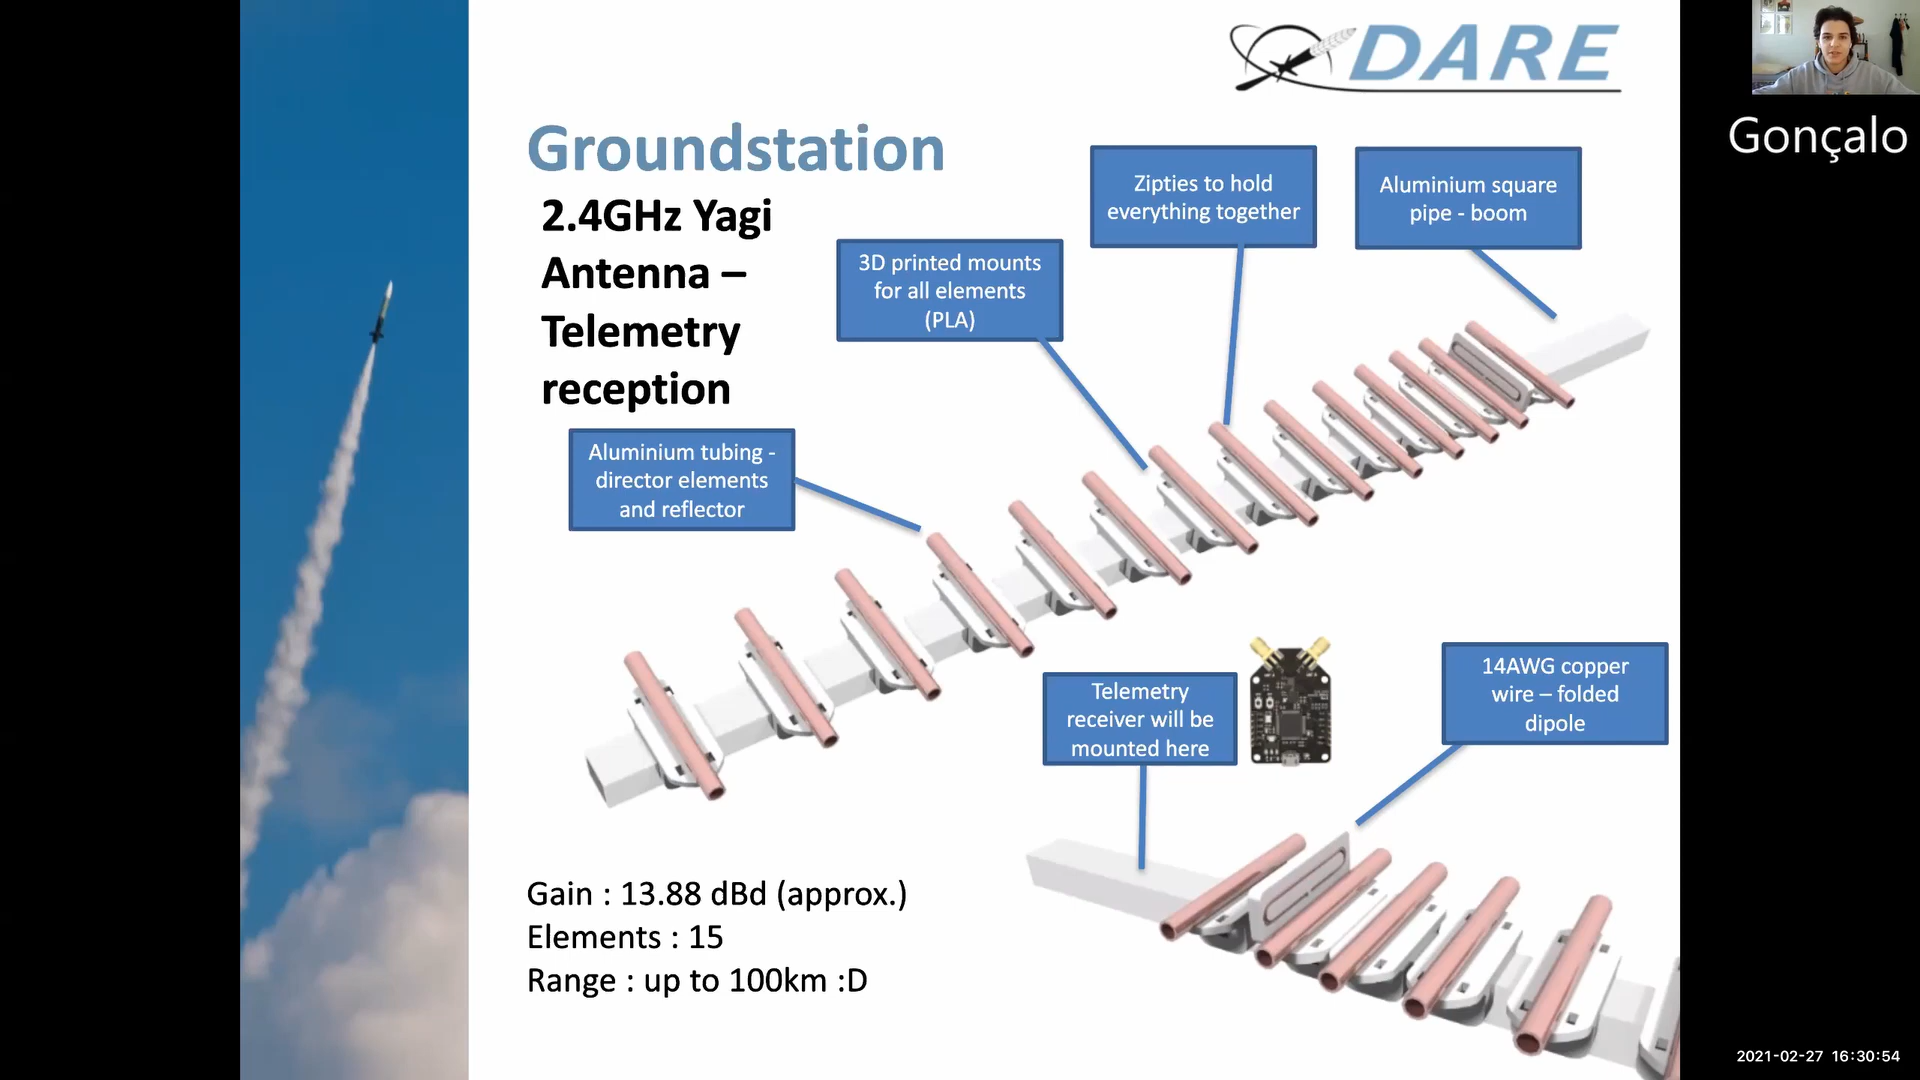 DARE
Gonçalo
Groundstation
2.4GHz Yagi
Antenna –
Telemetry
reception
Zipties to hold
everything together
Aluminium square
pipe - boom
3D printed mounts
for all elements
(PLA)
Aluminium tubing -
director elements
and reflector
Telemetry
receiver will be
mounted here
14AWG copper
wire – folded
dipole
Gain : 13.88 dBd (approx.)
Elements : 15
Range : up to 100km :D
2021-02-27 16:30:54